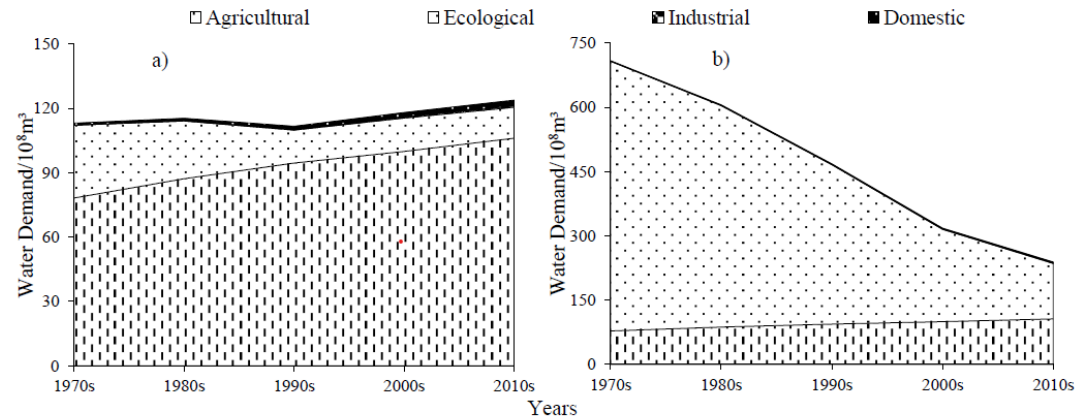 Agricultural Ecological Industrial Domestic
a)
Water Demand/10⁸m³
150
120
90
60
30
0
1970s 1980s 1990s 2000s 2010s
b)
Water Demand/10⁸m³
750
600
450
300
150
0
1970s 1980s 1990s 2000s 2010s
Years